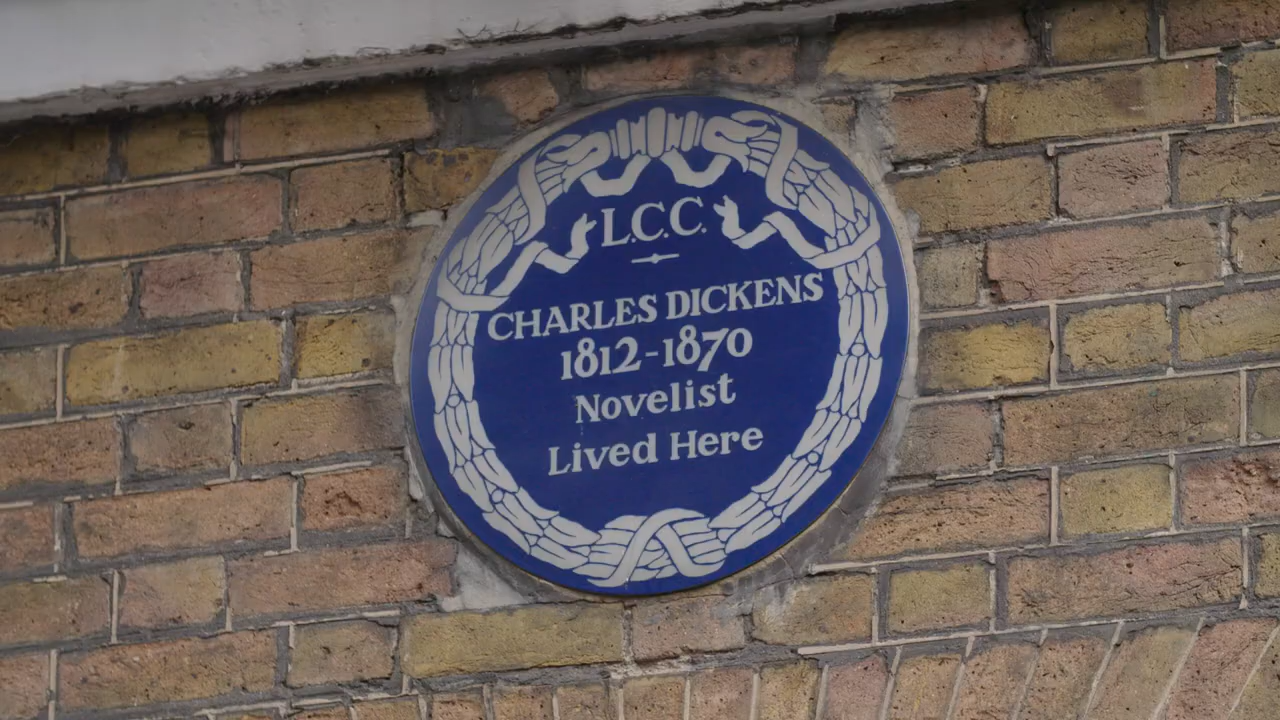 L.C.C.
CHARLES DICKENS
1812-1870
Novelist
Lived Here